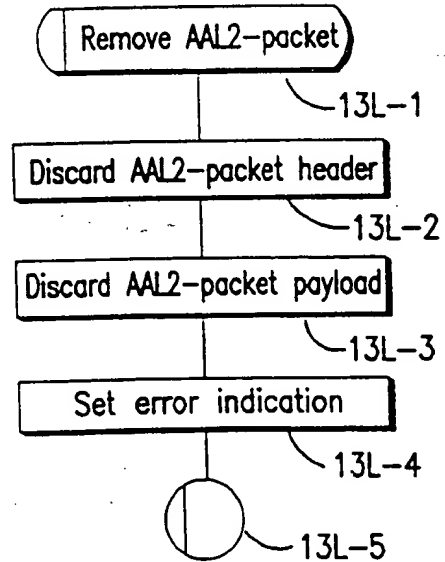 Remove AAL2-packet
13L-1
Discard AAL2-packet header
13L-2
Discard AAL2-packet payload
13L-3
Set error indication
13L-4
13L-5